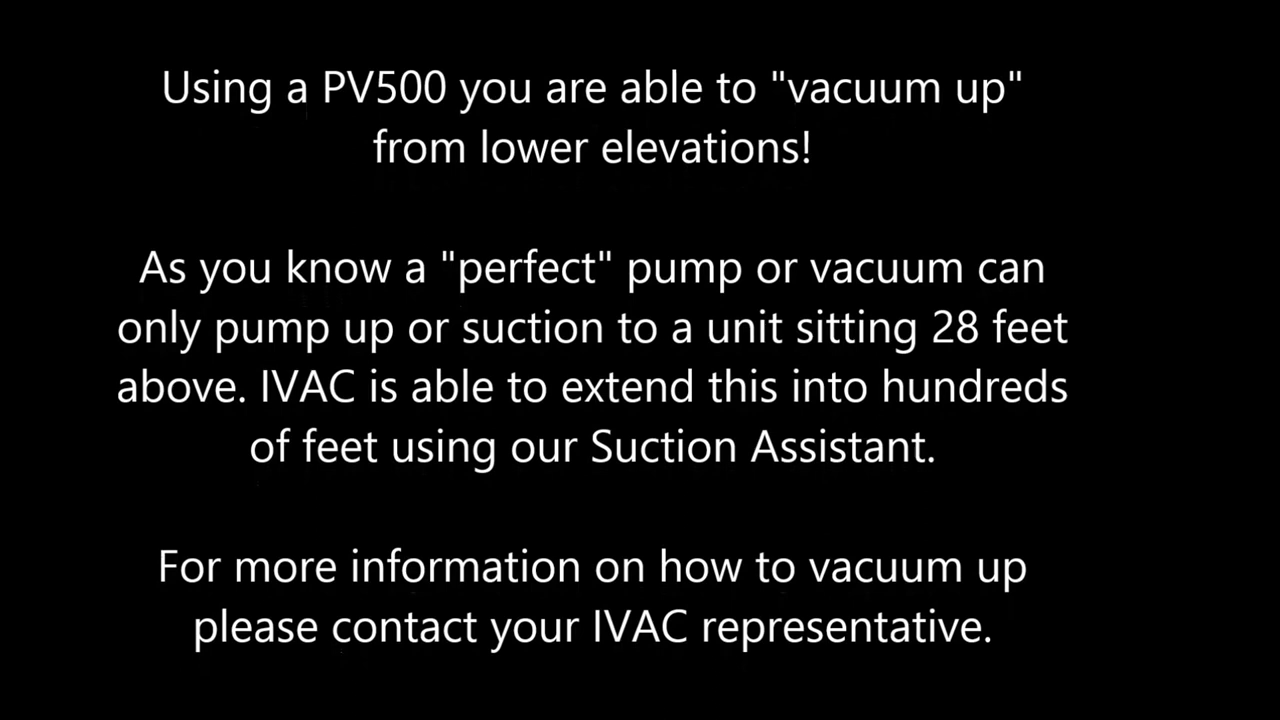 Using a PV500 you are able to "vacuum up"
from lower elevations!
As you know a "perfect" pump or vacuum can
only pump up or suction to a unit sitting 28 feet
above. IVAC is able to extend this into hundreds
of feet using our Suction Assistant.
For more information on how to vacuum up
please contact your IVAC representative.